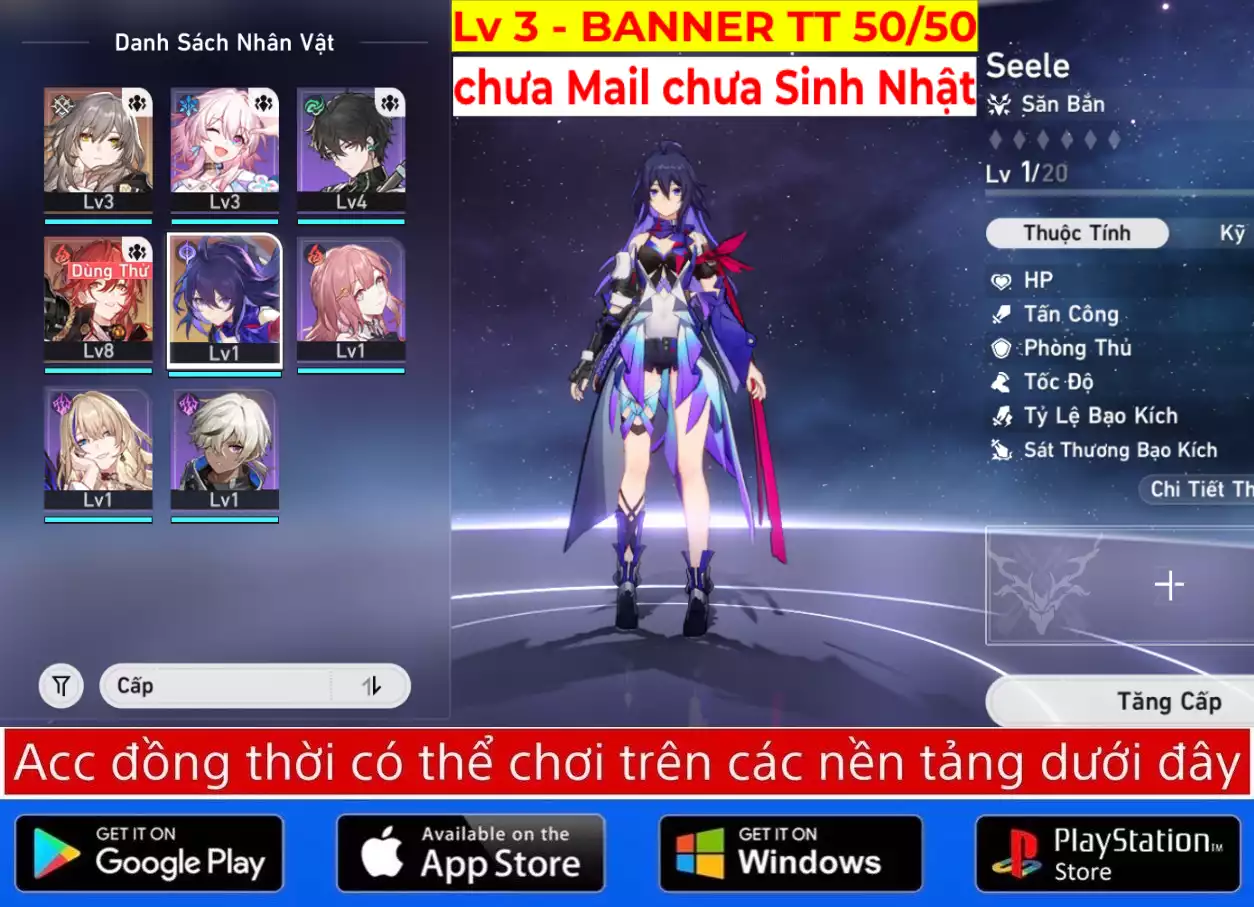 Danh Sách Nhân Vật
Lv 3 - BANNER TT 50/50
chưa Mail chưa Sinh Nhật
Seele
Săn Bắn
Lv 1/20
Thuộc Tính
Kỹ
HP
Tấn Công
Phòng Thủ
Tốc Độ
Tỷ Lệ Bạo Kích
Sát Thương Bạo Kích
Chi Tiết Th
Tăng Cấp
Lv3
Lv3
Lv4
Dùng Thử
Lv8
Lv1
Lv1
Lv1
Lv1
Cấp
Acc đồng thời có thể chơi trên các nền tảng dưới đây
GET IT ON
Google Play
Available on the
App Store
GET IT ON
Windows
PlayStation™
Store